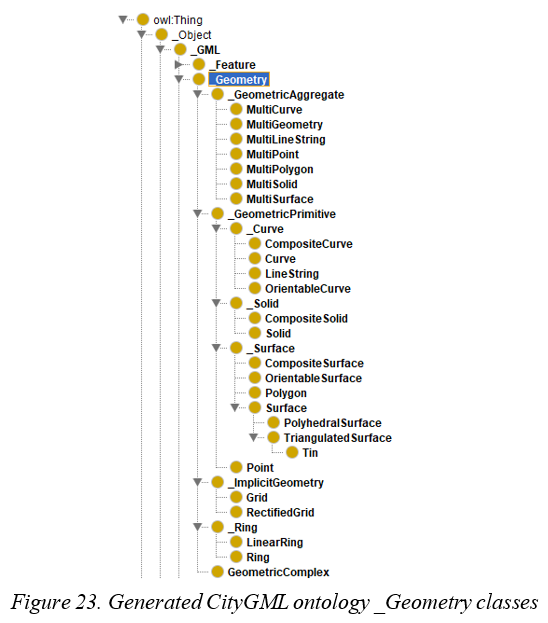 owl:Thing
_Object
_GML
_Feature
_Geometry
_GeometricAggregate
MultiCurve
MultiGeometry
MultiLineString
MultiPoint
MultiPolygon
MultiSolid
MultiSurface
_GeometricPrimitive
_Curve
CompositeCurve
Curve
LineString
OrientableCurve
_Solid
CompositeSolid
Solid
_Surface
CompositeSurface
OrientableSurface
Polygon
Surface
PolyhedralSurface
TriangulatedSurface
Tin
Point
_ImplicitGeometry
Grid
RectifiedGrid
_Ring
LinearRing
Ring
GeometricComplex
Figure 23. Generated CityGML ontology _Geometry classes